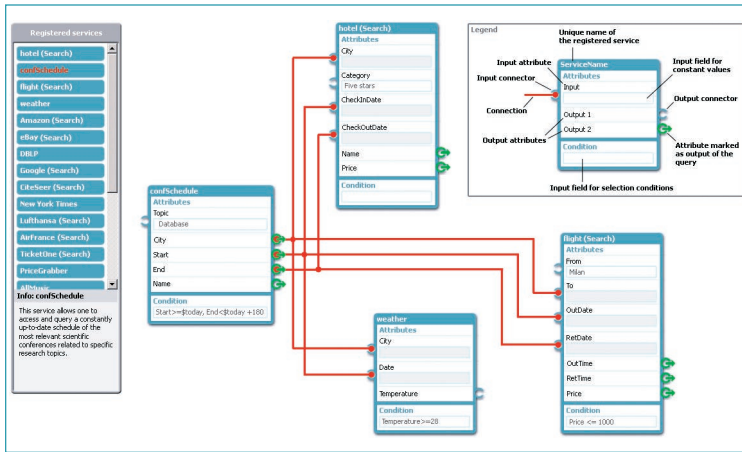 Registered services
hotel (Search)
confSchedule
flight (Search)
weather
Amazon (Search)
eBay (Search)
DBLP
Google (Search)
CiteSeer (Search)
New York Times
Lufthansa (Search)
AirFrance (Search)
TicketOne (Search)
PriceGrabber
AllMusic
Info: confSchedule
This service allows one to
access and query a constantly
up-to-date schedule of the
most relevant scientific
conferences related to specific
research topics.
confSchedule
Attributes
Topic
Database
City
Start
End
Name
Condition
Start>=$today, End<$today +180
hotel (Search)
Attributes
City
Category
Five stars
CheckInDate
CheckOutDate
Name
Price
Condition
weather
Attributes
City
Date
Temperature
Condition
Temperature>=28
flight (Search)
Attributes
From
Milan
To
OutDate
RetDate
OutTime
RetTime
Price
Condition
Price <= 1000
Legend
Unique name of
the registered service
Input attribute
Input connector
Connection
Output attributes
ServiceName
Attributes
Input
Output 1
Output 2
Condition
Input field for
constant values
Output connector
Attribute marked
as output of the
query
Input field for selection conditions